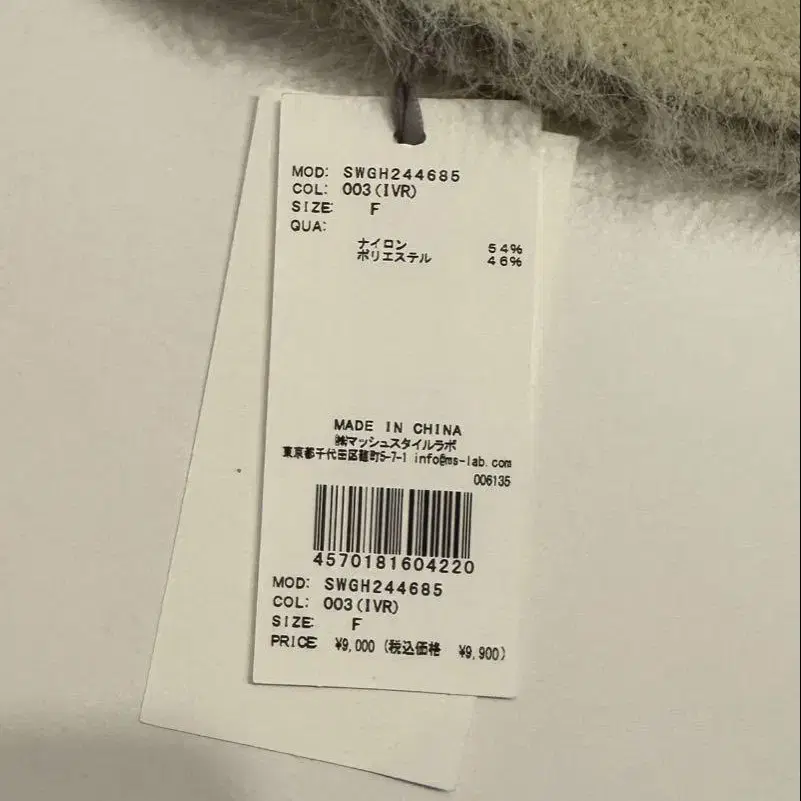 MOD: SWGH244685
COL: 003(IVR)
SIZE: F
QUA:
ナイロン 54%
ポリエステル 46%
MADE IN CHINA
㈱マッシュスタイルラボ
東京都千代田区麹町5-7-1 info@ms-lab.com
006135
4570181604220
MOD: SWGH244685
COL: 003(IVR)
SIZE: F
PRICE ¥9,000 (税込価格 ¥9,900)